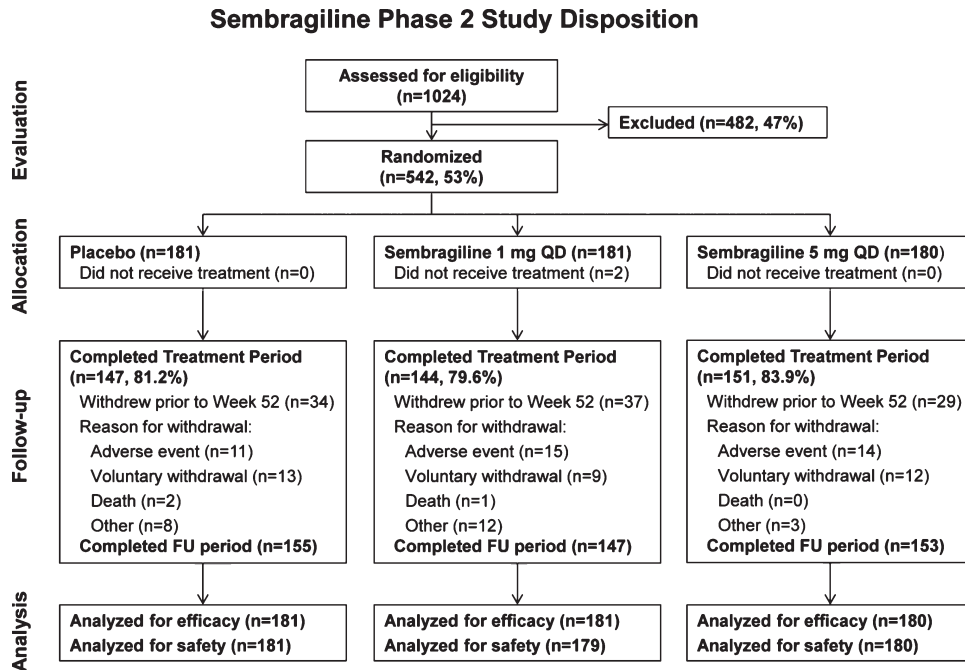 Sembragiline Phase 2 Study Disposition
Evaluation
Assessed for eligibility
(n=1024)
Excluded (n=482, 47%)
Randomized
(n=542, 53%)
Allocation
Placebo (n=181)
Did not receive treatment (n=0)
Sembragiline 1 mg QD (n=181)
Did not receive treatment (n=2)
Sembragiline 5 mg QD (n=180)
Did not receive treatment (n=0)
Follow-up
Completed Treatment Period
(n=147, 81.2%)
Withdrew prior to Week 52 (n=34)
Reason for withdrawal:
Adverse event (n=11)
Voluntary withdrawal (n=13)
Death (n=2)
Other (n=8)
Completed FU period (n=155)
Completed Treatment Period
(n=144, 79.6%)
Withdrew prior to Week 52 (n=37)
Reason for withdrawal:
Adverse event (n=15)
Voluntary withdrawal (n=9)
Death (n=1)
Other (n=12)
Completed FU period (n=147)
Completed Treatment Period
(n=151, 83.9%)
Withdrew prior to Week 52 (n=29)
Reason for withdrawal:
Adverse event (n=14)
Voluntary withdrawal (n=12)
Death (n=0)
Other (n=3)
Completed FU period (n=153)
Analysis
Analyzed for efficacy (n=181)
Analyzed for safety (n=181)
Analyzed for efficacy (n=181)
Analyzed for safety (n=179)
Analyzed for efficacy (n=180)
Analyzed for safety (n=180)